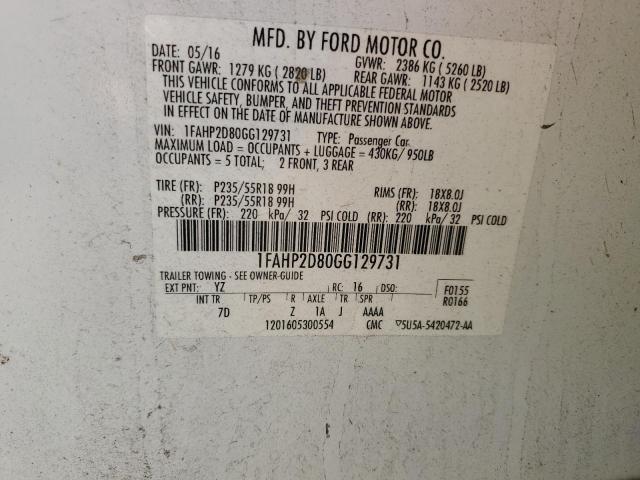 MFD. BY FORD MOTOR CO.
DATE: 05/16 GVWR: 2386 KG (5260 LB)
FRONT GAWR: 1279 KG (2820 LB) REAR GAWR: 1143 KG (2520 LB)
THIS VEHICLE CONFORMS TO ALL APPLICABLE FEDERAL MOTOR
VEHICLE SAFETY, BUMPER, AND THEFT PREVENTION STANDARDS
IN EFFECT ON THE DATE OF MANUFACTURE SHOWN ABOVE.
VIN: 1FAHP2D80GG129731 TYPE: Passenger Car
MAXIMUM LOAD = OCCUPANTS + LUGGAGE = 430KG/ 950LB
OCCUPANTS = 5 TOTAL; 2 FRONT, 3 REAR
TIRE (FR): P235/55R18 99H RIMS (FR): 18X8.0J
(RR): P235/55R18 99H (RR): 18X8.0J
PRESSURE (FR): 220 kPa/ 32 PSI COLD (RR): 220 kPa/ 32 PSI COLD
1FAHP2D80GG129731
TRAILER TOWING - SEE OWNER-GUIDE
EXT PNT: YZ RC: 16 DSO: F0155
INT TR TP/PS R AXLE TR SPR R0166
7D Z 1A J AAAA
1201605300554 CMC ▽5U5A-5420472-AA